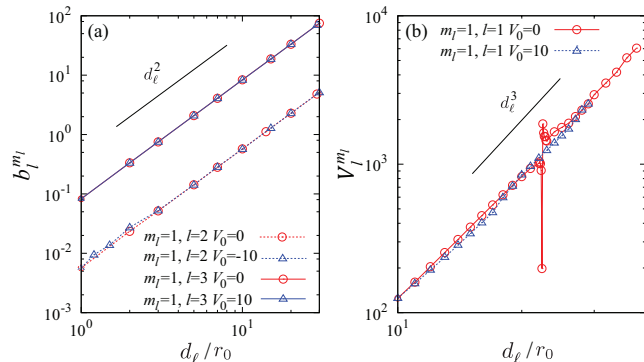 (a)
d_ℓ^2
b_l^{m_l}
10^2
10^1
10^0
10^-1
10^-2
10^-3
m_l=1, l=2 V_0=0
m_l=1, l=2 V_0=-10
m_l=1, l=3 V_0=0
m_l=1, l=3 V_0=10
10^0
10^1
d_ℓ/r_0
(b)
m_l=1, l=1 V_0=0
m_l=1, l=1 V_0=10
d_ℓ^3
V_l^{m_l}
10^4
10^3
10^2
10^1
d_ℓ/r_0